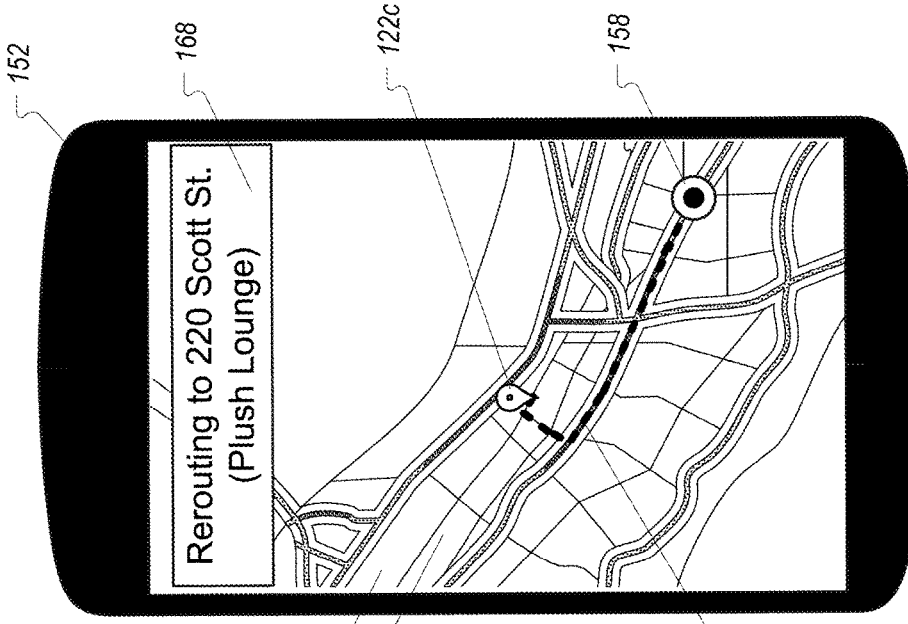 152
168
122c
158
Rerouting to 220 Scott St.
(Plush Lounge)